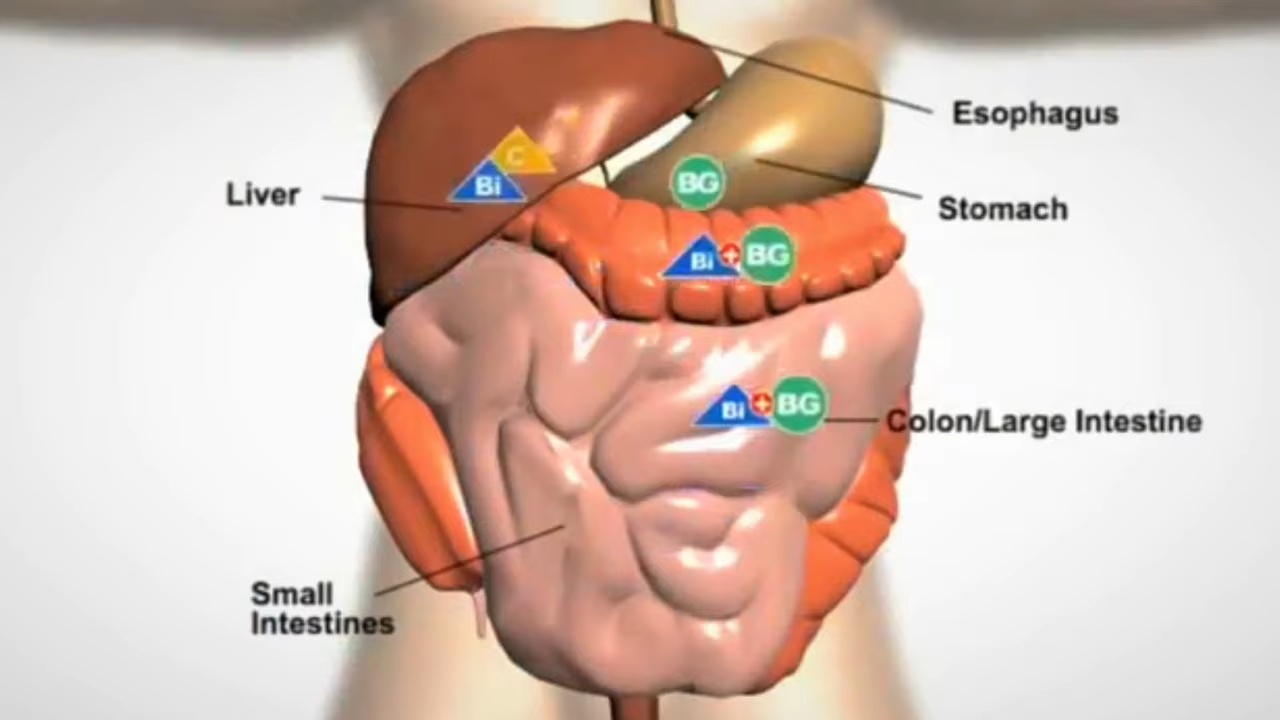 Esophagus
C
Bi
BG
Liver
Stomach
Bi + BG
Bi + BG
Colon/Large Intestine
Small
Intestines